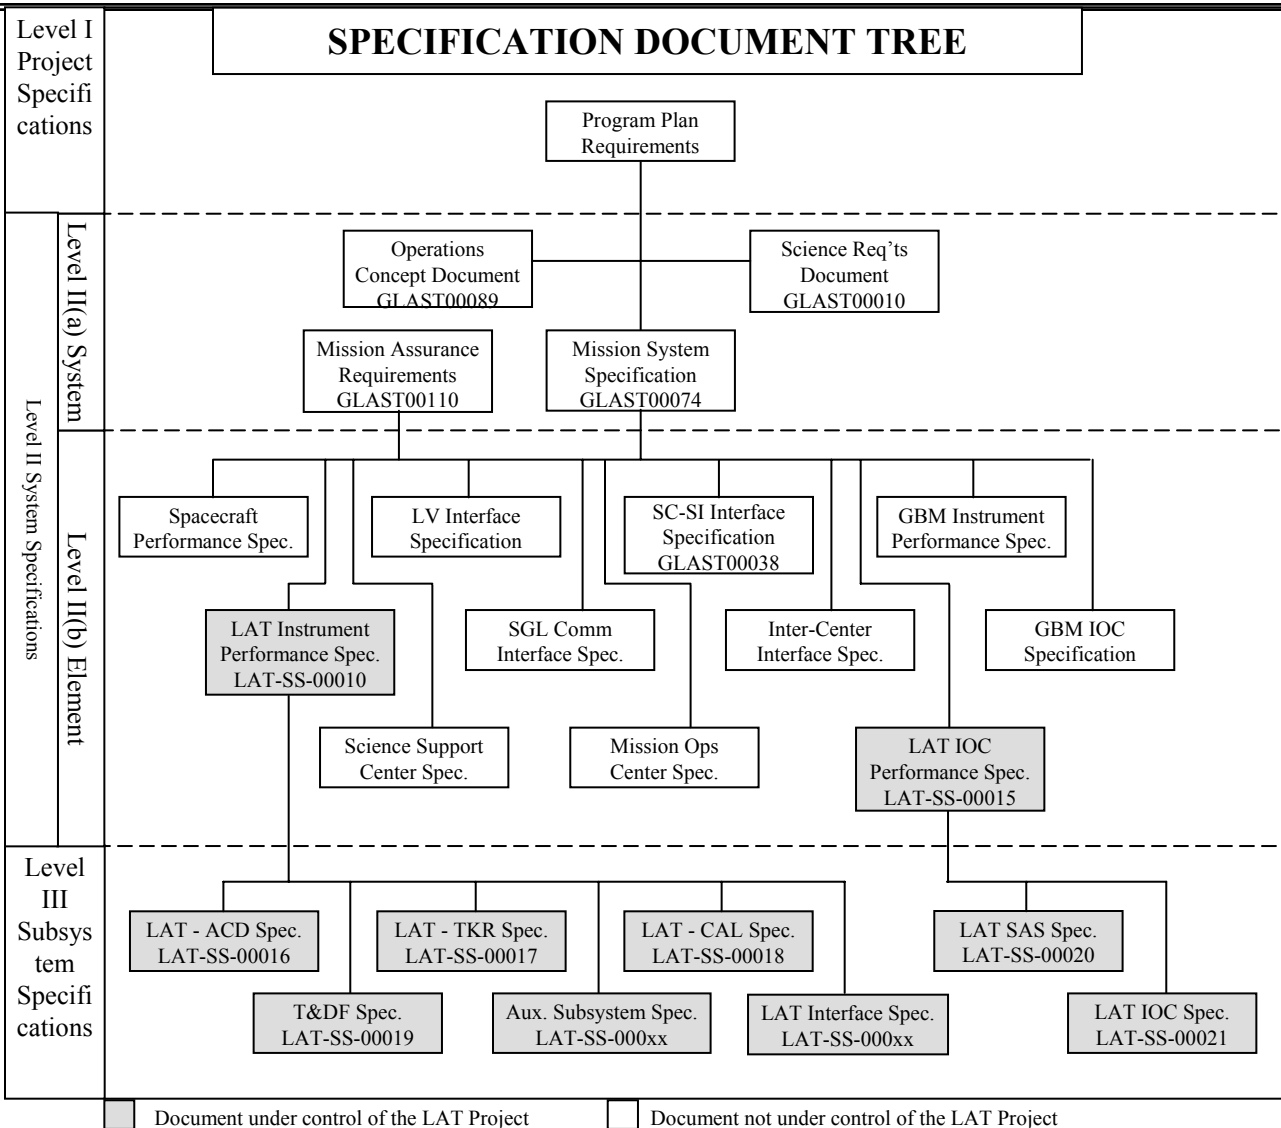 Level I
Project
Specifi
cations
SPECIFICATION DOCUMENT TREE
Program Plan
Requirements
Level II System Specifications
Level II(a) System
Operations
Concept Document
GLAST00089
Science Req'ts
Document
GLAST00010
Mission Assurance
Requirements
GLAST00110
Mission System
Specification
GLAST00074
Level II(b) Element
Spacecraft
Performance Spec.
LV Interface
Specification
SC-SI Interface
Specification
GLAST00038
GBM Instrument
Performance Spec.
LAT Instrument
Performance Spec.
LAT-SS-00010
SGL Comm
Interface Spec.
Inter-Center
Interface Spec.
GBM IOC
Specification
Science Support
Center Spec.
Mission Ops
Center Spec.
LAT IOC
Performance Spec.
LAT-SS-00015
Level
III
Subsys
tem
Specifi
cations
LAT - ACD Spec.
LAT-SS-00016
LAT - TKR Spec.
LAT-SS-00017
LAT - CAL Spec.
LAT-SS-00018
LAT SAS Spec.
LAT-SS-00020
T&DF Spec.
LAT-SS-00019
Aux. Subsystem Spec.
LAT-SS-000xx
LAT Interface Spec.
LAT-SS-000xx
LAT IOC Spec.
LAT-SS-00021
Document under control of the LAT Project
Document not under control of the LAT Project